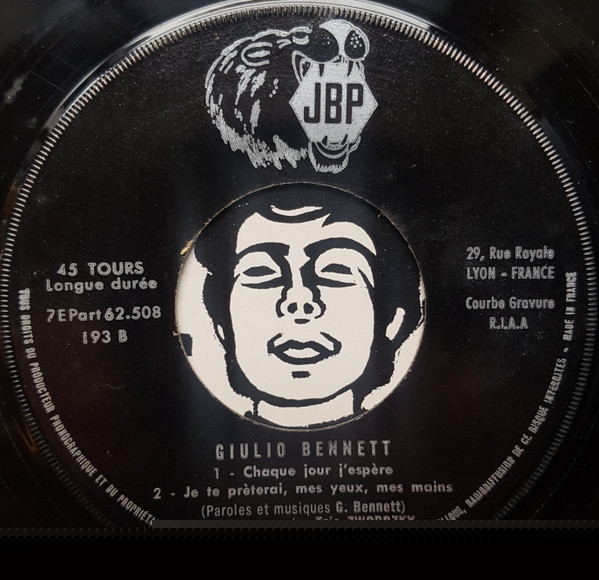 JBP
45 TOURS
Longue durée
7EPart 62.508
193 B
29, Rue Royale
LYON - FRANCE
Courbe Gravure
R.I.A.A
GIULIO BENNETT
1 - Chaque jour j'espère
2 - Je te prèterai, mes yeux, mes mains
(Paroles et musiques G. Bennett)
TOUS DROITS DU PRODUCTEUR PHONOGRAPHIQUE ET DU PROPRIÉT
RADIODIFFUSION DE CE DISQUE INTERDITES • MADE IN FRANCE